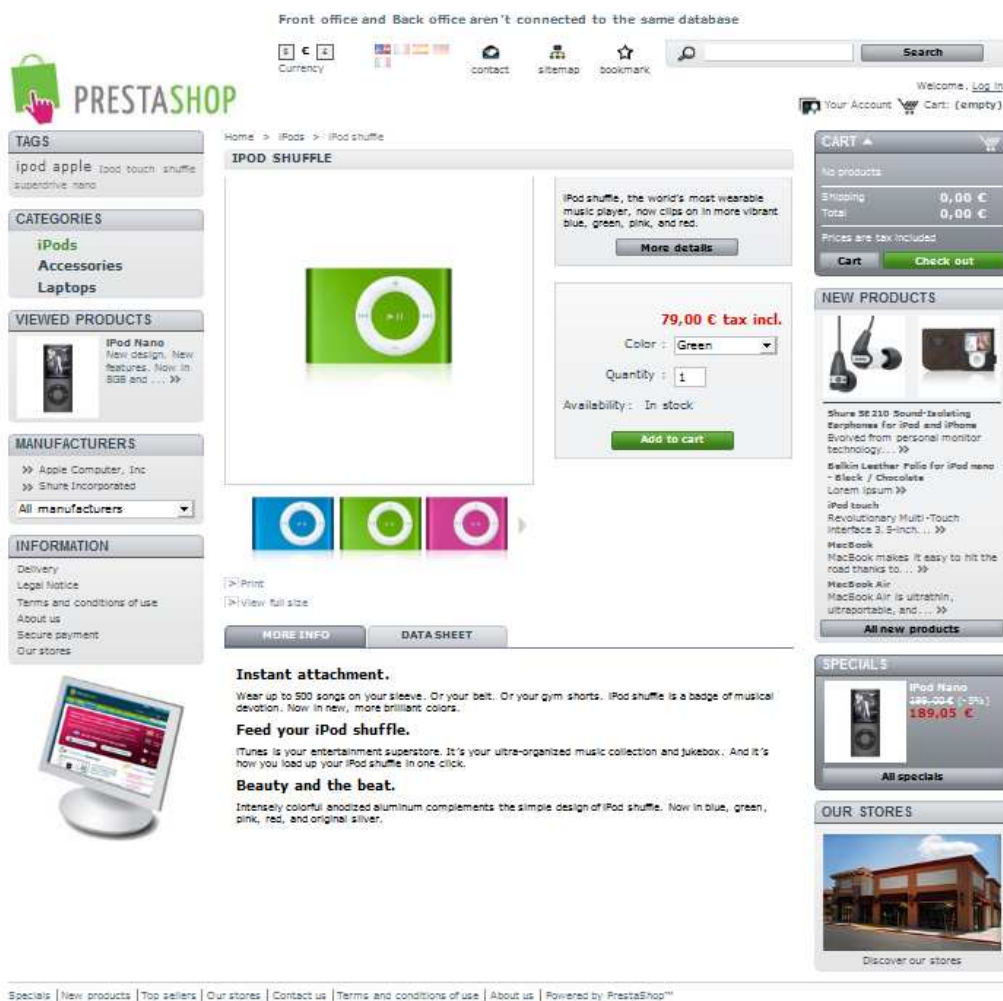 Front office and Back office aren't connected to the same database
$ € £
Currency
contact
sitemap
bookmark
Search
PRESTASHOP
Welcome, Log in
Your Account Cart: (empty)
TAGS
ipod apple ipod touch shuffle
superdrive nano
CATEGORIES
iPods
Accessories
Laptops
VIEWED PRODUCTS
iPod Nano
New design. New
features. Now in
8GB and ... »
MANUFACTURERS
» Apple Computer, Inc
» Shure Incorporated
All manufacturers
INFORMATION
Delivery
Legal Notice
Terms and conditions of use
About us
Secure payment
Our stores
Home > iPods > iPod shuffle
IPOD SHUFFLE
iPod shuffle, the world's most wearable
music player, now clips on in more vibrant
blue, green, pink, and red.
More details
79,00 € tax incl.
Color : Green
Quantity : 1
Availability : In stock
Add to cart
Print
View full size
MORE INFO
DATA SHEET
Instant attachment.
Wear up to 500 songs on your sleeve. Or your belt. Or your gym shorts. iPod shuffle is a badge of musical
devotion. Now in new, more brilliant colors.
Feed your iPod shuffle.
iTunes is your entertainment superstore. It's your ultra-organized music collection and jukebox. And it's
how you load up your iPod shuffle in one click.
Beauty and the beat.
Intensely colorful anodized aluminum complements the simple design of iPod shuffle. Now in blue, green,
pink, red, and original silver.
CART
No products
Shipping 0,00 €
Total 0,00 €
Prices are tax included
Cart
Check out
NEW PRODUCTS
Shure SE210 Sound-Isolating
Earphones for iPod and iPhone
Evolved from personal monitor
technology... »
Belkin Leather Folio for iPod nano
- Black / Chocolate
Lorem ipsum »
iPod touch
Revolutionary Multi-Touch
interface 3.5-inch... »
MacBook
MacBook makes it easy to hit the
road thanks to... »
MacBook Air
MacBook Air is ultrathin,
ultraportable, and... »
All new products
SPECIALS
iPod Nano
199,00 € (-5%)
189,05 €
All specials
OUR STORES
Discover our stores
Specials | New products | Top sellers | Our stores | Contact us | Terms and conditions of use | About us | Powered by PrestaShop™